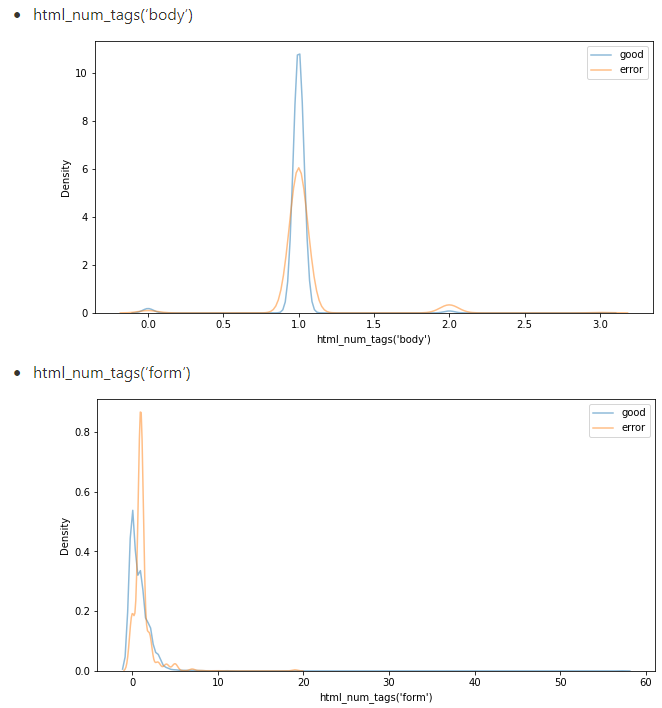 html_num_tags(‘body’)
good
error
10
8
6
4
2
0
Density
0.0 0.5 1.0 1.5 2.0 2.5 3.0
html_num_tags('body')
html_num_tags(‘form’)
good
error
0.8
0.6
0.4
0.2
0.0
Density
0 10 20 30 40 50 60
html_num_tags('form')